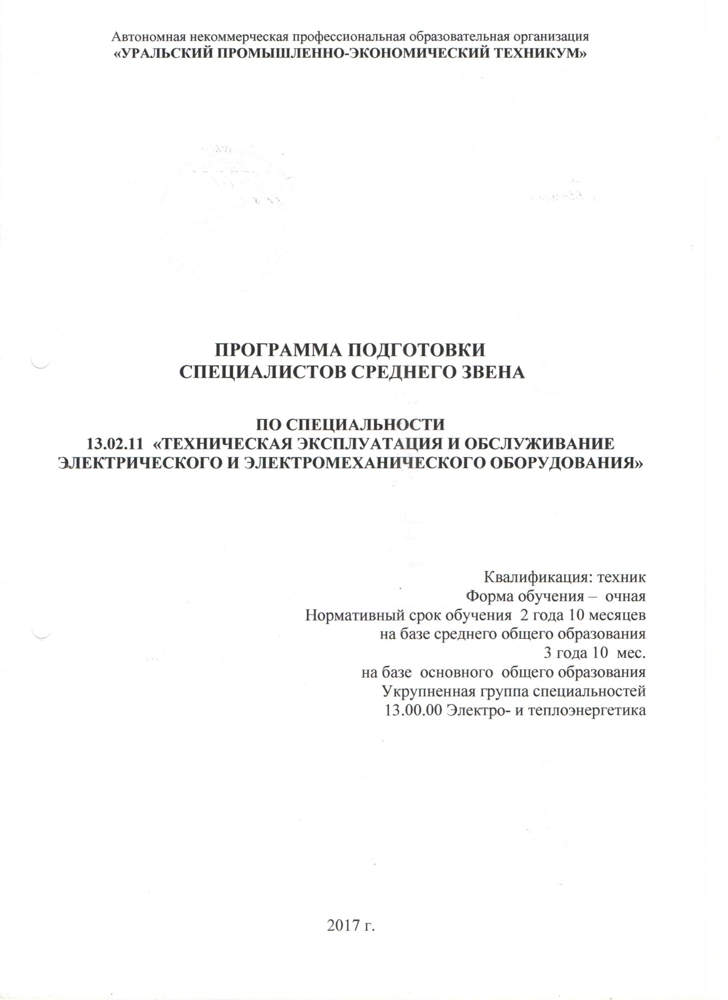 Автономная некоммерческая профессиональная образовательная организация
«УРАЛЬСКИЙ ПРОМЫШЛЕННО-ЭКОНОМИЧЕСКИЙ ТЕХНИКУМ»
ПРОГРАММА ПОДГОТОВКИ
СПЕЦИАЛИСТОВ СРЕДНЕГО ЗВЕНА
ПО СПЕЦИАЛЬНОСТИ
13.02.11 «ТЕХНИЧЕСКАЯ ЭКСПЛУАТАЦИЯ И ОБСЛУЖИВАНИЕ
ЭЛЕКТРИЧЕСКОГО И ЭЛЕКТРОМЕХАНИЧЕСКОГО ОБОРУДОВАНИЯ»
Квалификация: техник
Форма обучения – очная
Нормативный срок обучения 2 года 10 месяцев
на базе среднего общего образования
3 года 10 мес.
на базе основного общего образования
Укрупненная группа специальностей
13.00.00 Электро- и теплоэнергетика
2017 г.